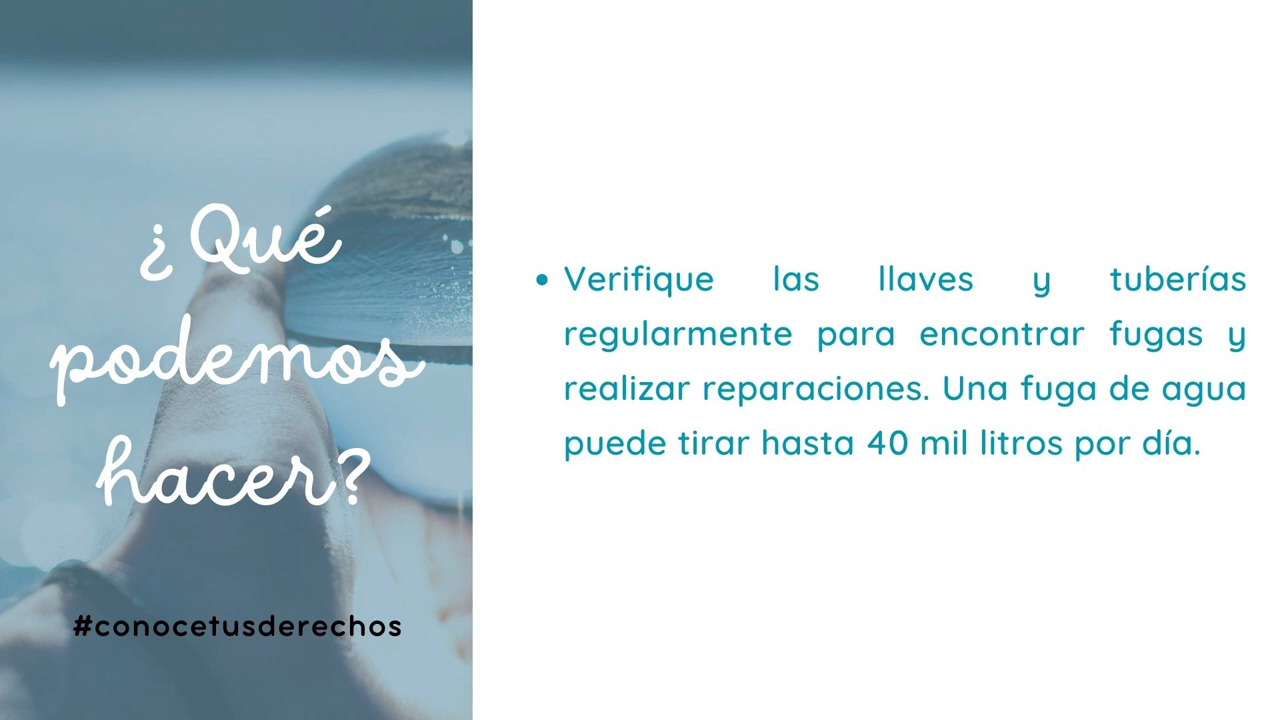 ¿Qué
podemos
hacer?
#conocetusderechos
• Verifique las llaves y tuberías
regularmente para encontrar fugas y
realizar reparaciones. Una fuga de agua
puede tirar hasta 40 mil litros por día.